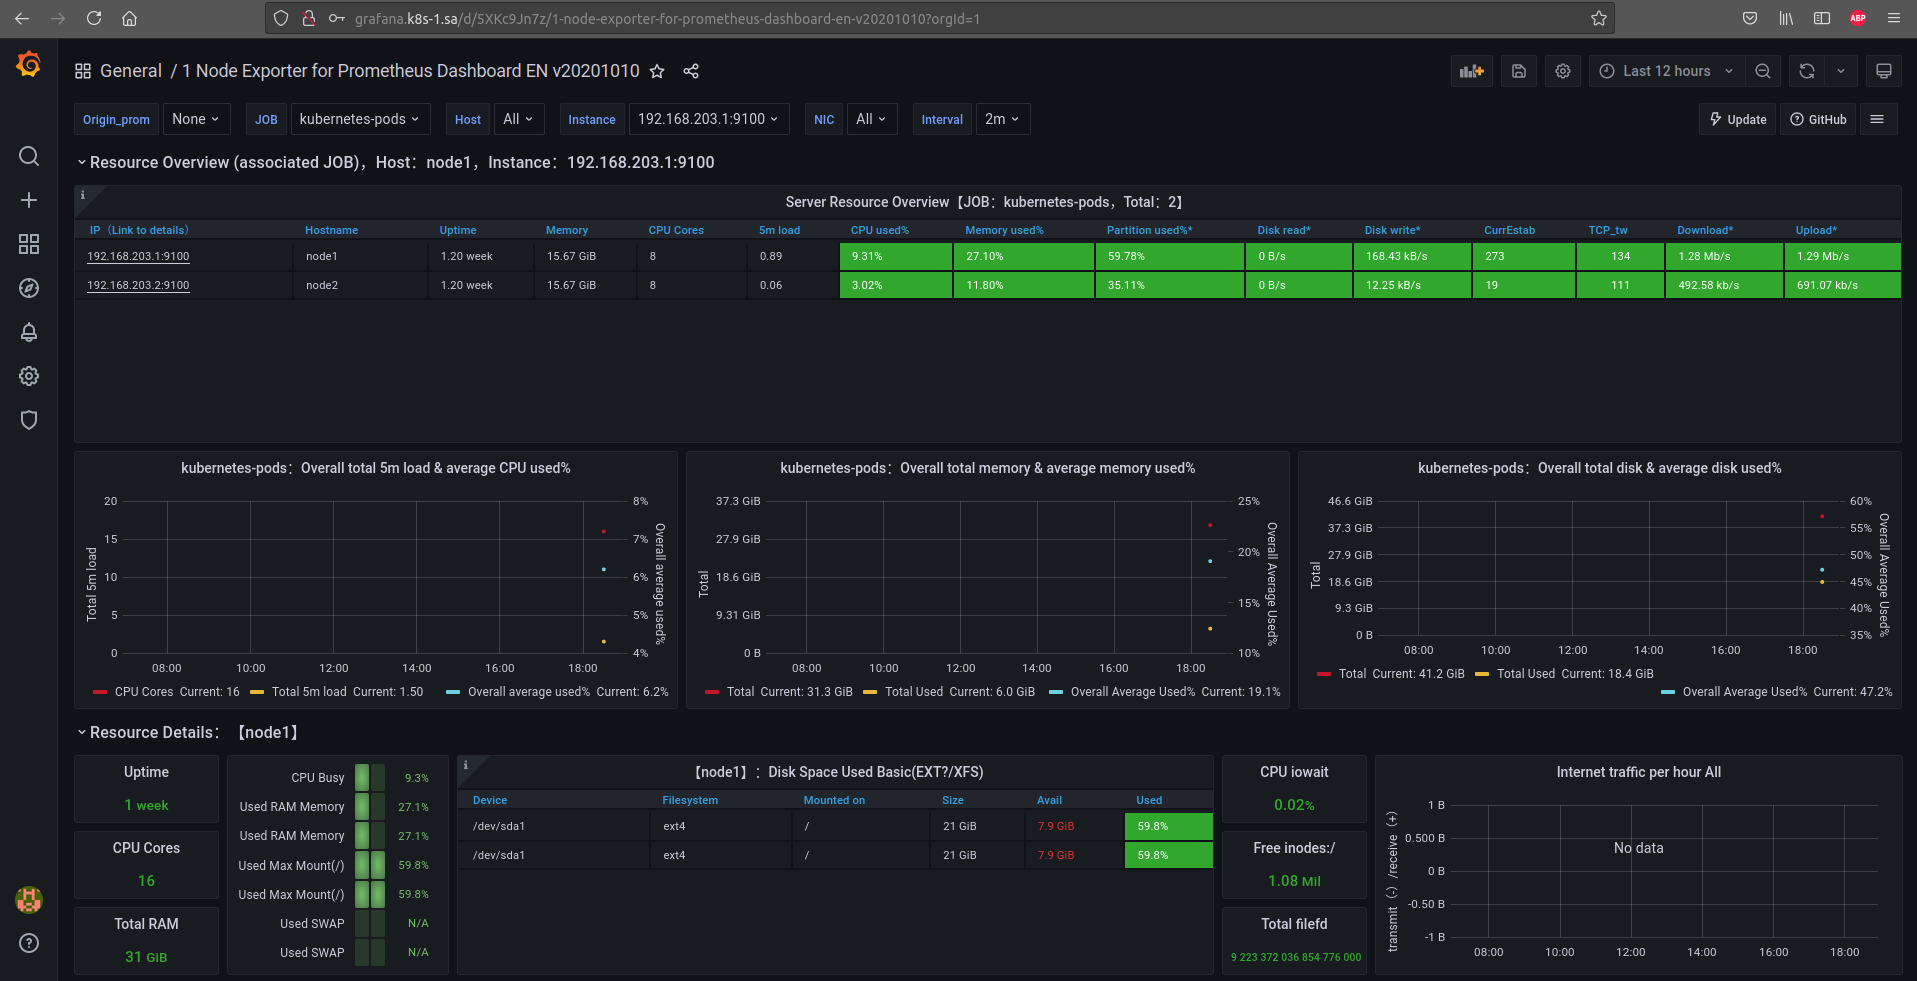 grafana.k8s-1.sa/d/5XKc9Jn7z/1-node-exporter-for-prometheus-dashboard-en-v20201010?orgId=1
ABP
General / 1 Node Exporter for Prometheus Dashboard EN v20201010
Last 12 hours
Origin_prom None JOB kubernetes-pods Host All Instance 192.168.203.1:9100 NIC All Interval 2m Update GitHub
Resource Overview (associated JOB)，Host：node1，Instance：192.168.203.1:9100
Server Resource Overview【JOB：kubernetes-pods，Total：2】
IP（Link to details） Hostname Uptime Memory CPU Cores 5m load CPU used% Memory used% Partition used%* Disk read* Disk write* CurrEstab TCP_tw Download* Upload*
192.168.203.1:9100 node1 1.20 week 15.67 GiB 8 0.89 9.31% 27.10% 59.78% 0 B/s 168.43 kB/s 273 134 1.28 Mb/s 1.29 Mb/s
192.168.203.2:9100 node2 1.20 week 15.67 GiB 8 0.06 3.02% 11.80% 35.11% 0 B/s 12.25 kB/s 19 111 492.58 kb/s 691.07 kb/s
kubernetes-pods：Overall total 5m load & average CPU used%
Total 5m load
20
15
10
5
0
8%
7%
6%
5%
4%
Overall average used%
08:00 10:00 12:00 14:00 16:00 18:00
CPU Cores Current: 16 Total 5m load Current: 1.50 Overall average used% Current: 6.2%
kubernetes-pods：Overall total memory & average memory used%
Total
37.3 GiB
27.9 GiB
18.6 GiB
9.31 GiB
0 B
25%
20%
15%
10%
Overall Average Used%
08:00 10:00 12:00 14:00 16:00 18:00
Total Current: 31.3 GiB Total Used Current: 6.0 GiB Overall Average Used% Current: 19.1%
kubernetes-pods：Overall total disk & average disk used%
Total
46.6 GiB
37.3 GiB
27.9 GiB
18.6 GiB
9.3 GiB
0 B
60%
55%
50%
45%
40%
35%
Overall Average Used%
08:00 10:00 12:00 14:00 16:00 18:00
Total Current: 41.2 GiB Total Used Current: 18.4 GiB
Overall Average Used% Current: 47.2%
Resource Details：【node1】
Uptime
1 week
CPU Cores
16
Total RAM
31 GiB
CPU Busy 9.3%
Used RAM Memory 27.1%
Used RAM Memory 27.1%
Used Max Mount(/) 59.8%
Used Max Mount(/) 59.8%
Used SWAP N/A
Used SWAP N/A
【node1】：Disk Space Used Basic(EXT?/XFS)
Device Filesystem Mounted on Size Avail Used
/dev/sda1 ext4 / 21 GiB 7.9 GiB 59.8%
/dev/sda1 ext4 / 21 GiB 7.9 GiB 59.8%
CPU iowait
0.02%
Free inodes:/
1.08 Mil
Total filefd
9 223 372 036 854 776 000
Internet traffic per hour All
transmit（-）/receive（+）
1 B
0.500 B
0 B
-0.50 B
-1 B
No data
08:00 10:00 12:00 14:00 16:00 18:00